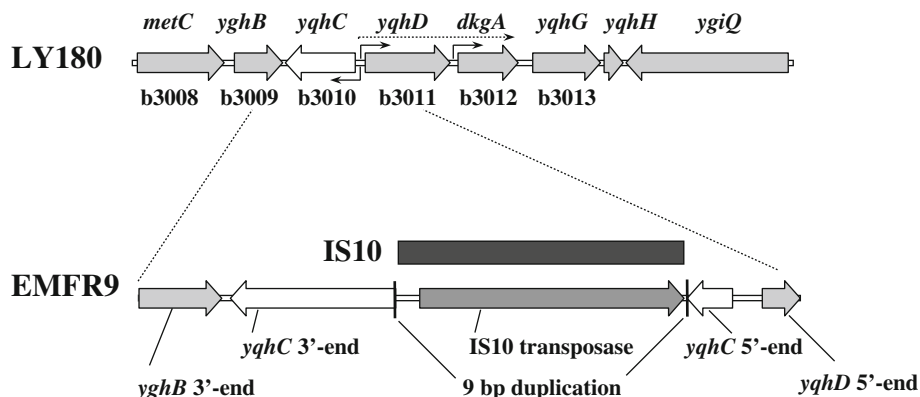 metC yghB yqhC yqhD dkgA yqhG yqhH ygiQ
LY180
b3008 b3009 b3010 b3011 b3012 b3013
IS10
EMFR9
yqhC 3’-end IS10 transposase yqhC 5’-end
yghB 3’-end 9 bp duplication yqhD 5’-end